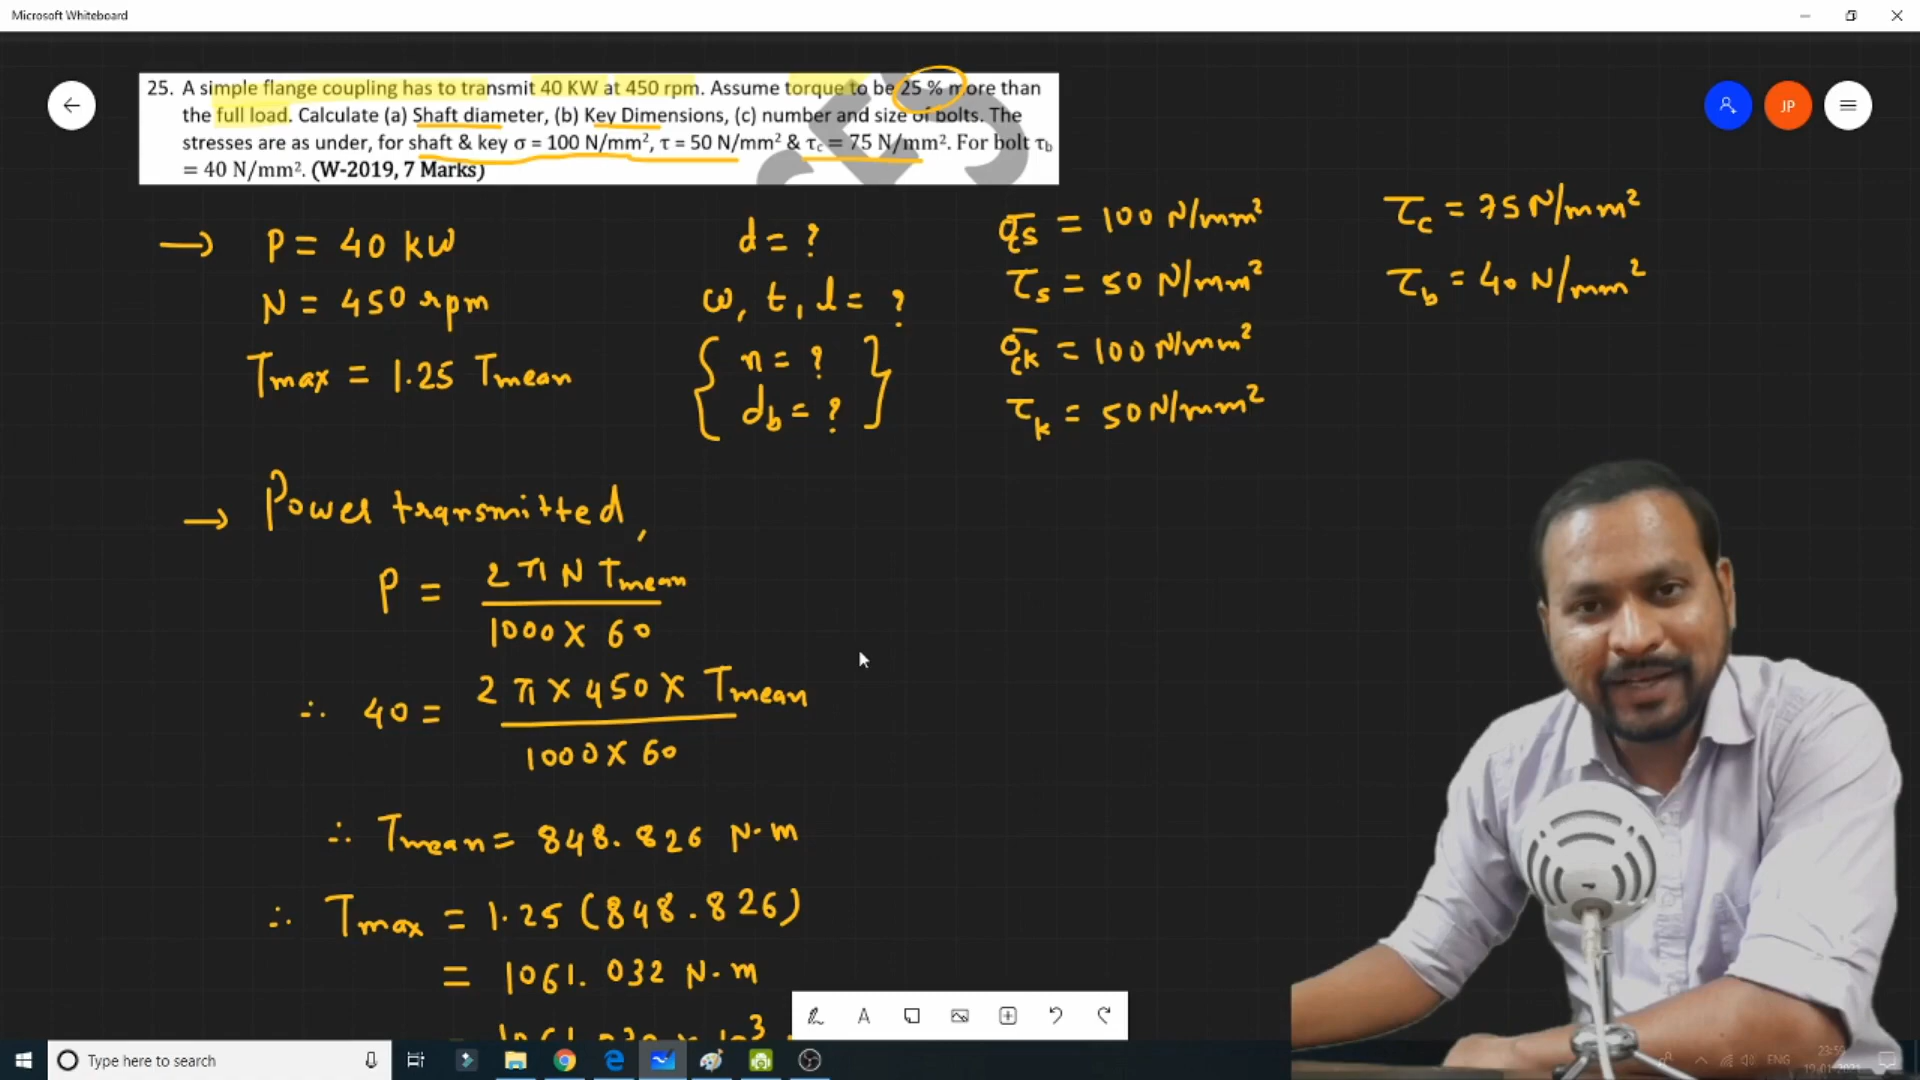 Microsoft Whiteboard
25. A simple flange coupling has to transmit 40 KW at 450 rpm. Assume torque to be 25 % more than
the full load. Calculate (a) Shaft diameter, (b) Key Dimensions, (c) number and size of bolts. The
stresses are as under, for shaft & key σ = 100 N/mm², τ = 50 N/mm² & τc = 75 N/mm². For bolt τb
= 40 N/mm². (W-2019, 7 Marks)
JP
→ P = 40 kW
N = 450 rpm
Tmax = 1.25 Tmean
d = ?
w, t, l = ?
{ n = ? }
db = ?
σcs = 100 N/mm²
τs = 50 N/mm²
σck = 100 N/mm²
τk = 50 N/mm²
τc = 75 N/mm²
τb = 40 N/mm²
→ Power transmitted,
P = 2 π N Tmean
1000 × 60
∴ 40 = 2 π × 450 × Tmean
1000 × 60
∴ Tmean = 848.826 N·m
∴ Tmax = 1.25 (848.826)
= 1061.032 N·m
Type here to search
ENG